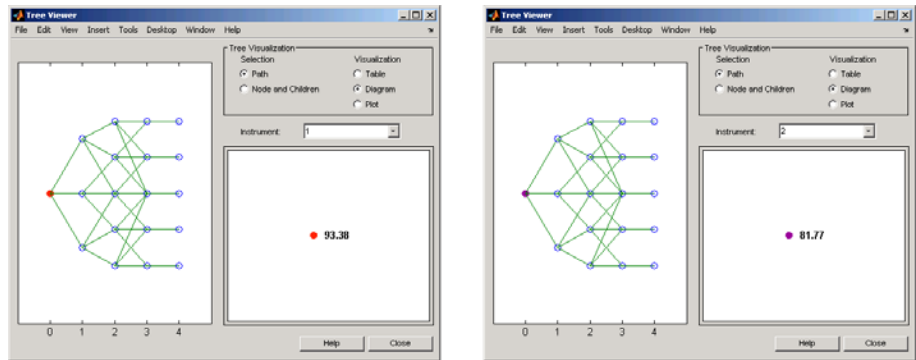 Tree Viewer
File Edit View Insert Tools Desktop Window Help
Tree Visualization
Selection Visualization
Path Table
Node and Children Diagram
Plot
Instrument: 1
93.38
0 1 2 3 4
Help Close
Tree Viewer
File Edit View Insert Tools Desktop Window Help
Tree Visualization
Selection Visualization
Path Table
Node and Children Diagram
Plot
Instrument: 2
81.77
0 1 2 3 4
Help Close